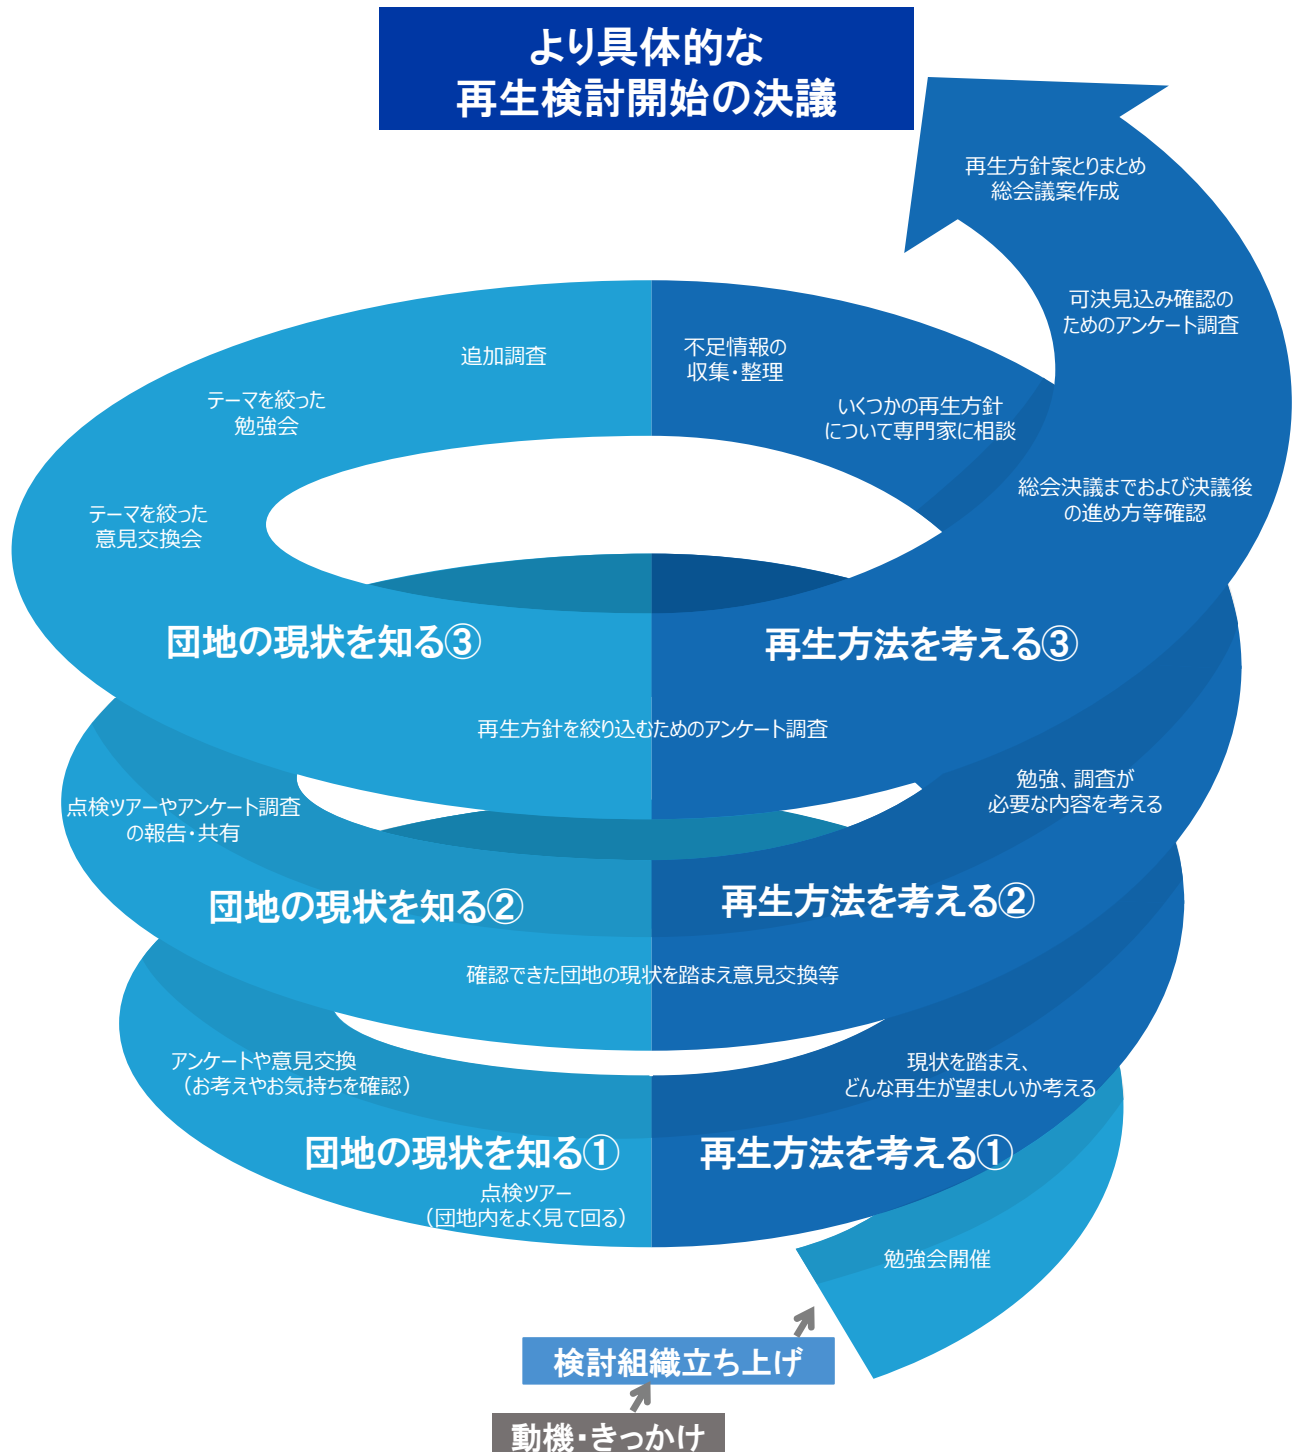 より具体的な
再生検討開始の決議
再生方針案とりまとめ
総会議案作成
可決見込み確認の
ためのアンケート調査
追加調査
不足情報の
収集・整理
テーマを絞った
勉強会
いくつかの再生方針
について専門家に相談
テーマを絞った
意見交換会
総会決議までおよび決議後
の進め方等確認
団地の現状を知る③
再生方法を考える③
再生方針を絞り込むためのアンケート調査
点検ツアーやアンケート調査
の報告・共有
勉強、調査が
必要な内容を考える
団地の現状を知る②
再生方法を考える②
確認できた団地の現状を踏まえ意見交換等
アンケートや意見交換
（お考えやお気持ちを確認）
現状を踏まえ、
どんな再生が望ましいか考える
団地の現状を知る①
再生方法を考える①
点検ツアー
（団地内をよく見て回る）
勉強会開催
検討組織立ち上げ
動機・きっかけ